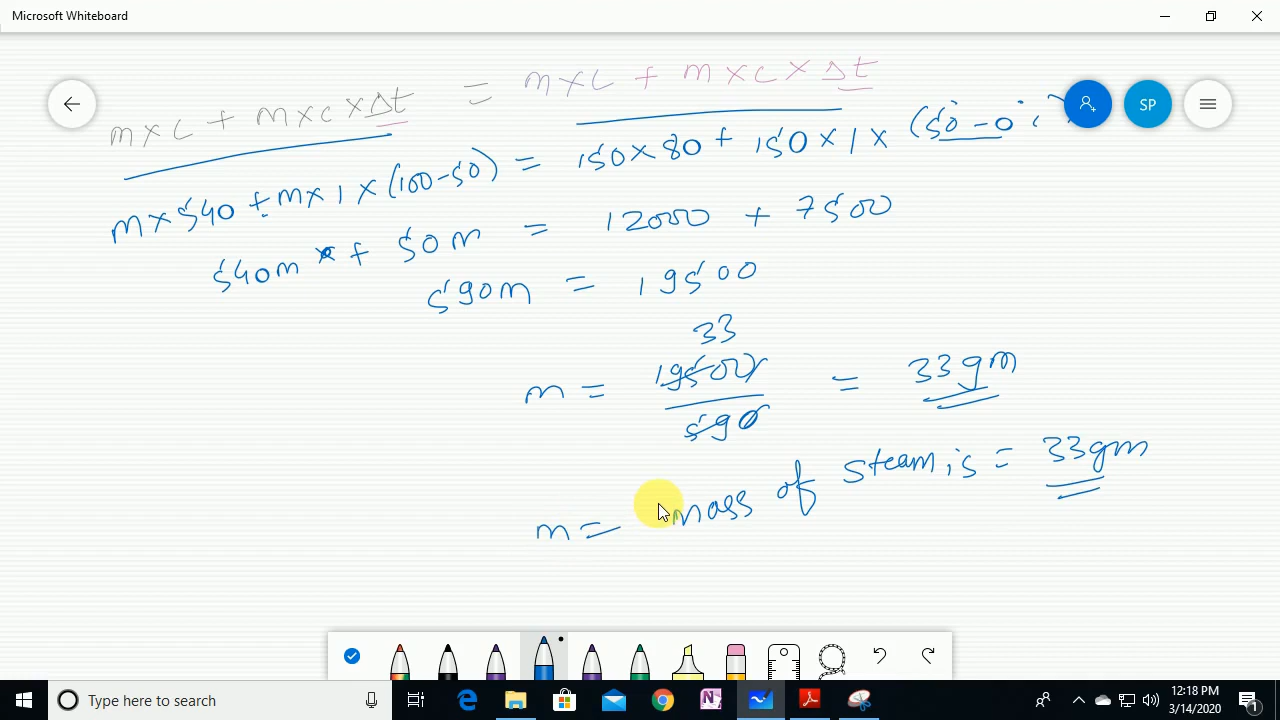 Microsoft Whiteboard
m×L + m×c×Δt = m×L + m×c×Δt
SP
m×540 + m×1×(100-50) = 150×80 + 150×1×(50-0)
540m + 50m = 12000 + 7500
590m = 19500
33
m = 19500/590 = 33gm
m = mass of steam is = 33gm
Type here to search
12:18 PM
3/14/2020
1